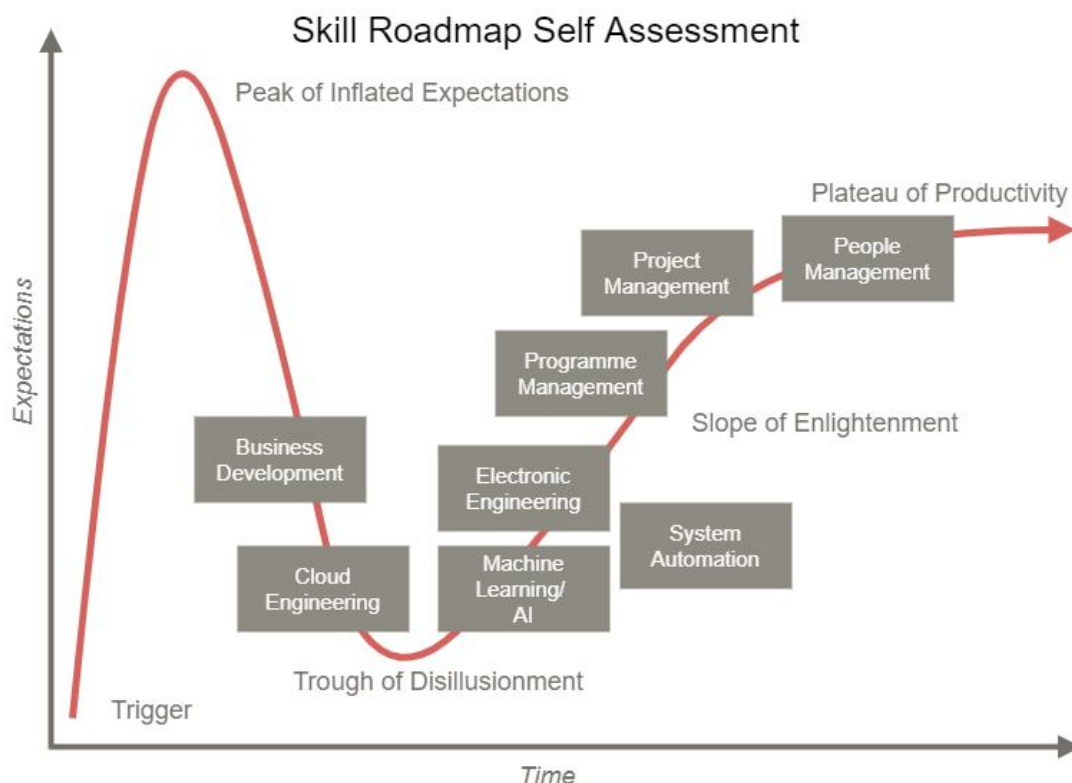 Skill Roadmap Self Assessment
Peak of Inflated Expectations
Plateau of Productivity
People
Management
Project
Management
Programme
Management
Slope of Enlightenment
Expectations
Business
Development
Electronic
Engineering
System
Automation
Cloud
Engineering
Machine
Learning/
AI
Trough of Disillusionment
Trigger
Time